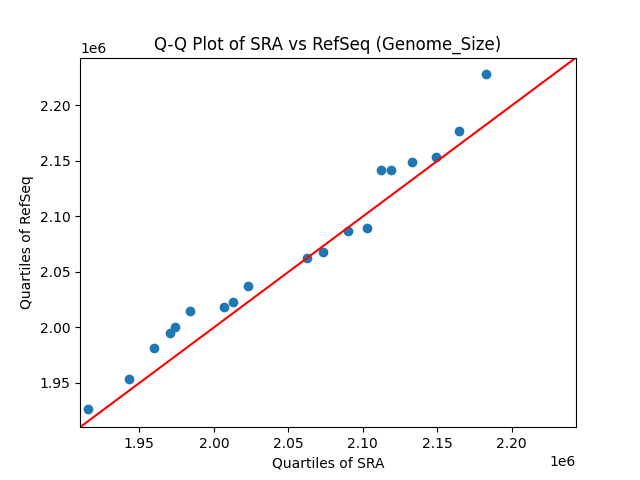 Q-Q Plot of SRA vs RefSeq (Genome_Size)
1e6
2.20
2.15
2.10
2.05
2.00
1.95
Quartiles of RefSeq
1.95 2.00 2.05 2.10 2.15 2.20
Quartiles of SRA
1e6